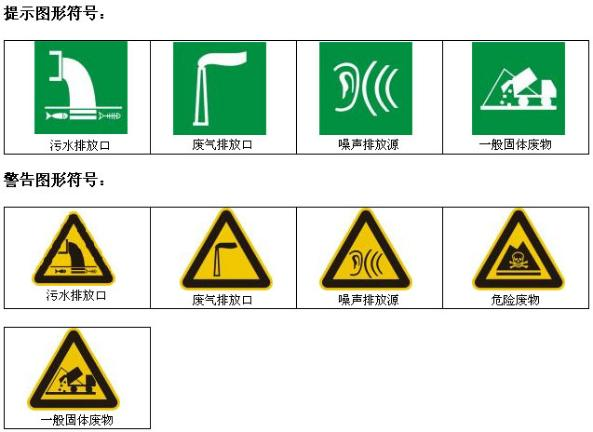 提示图形符号：
污水排放口
废气排放口
噪声排放源
一般固体废物
警告图形符号：
污水排放口
废气排放口
噪声排放源
危险废物
一般固体废物